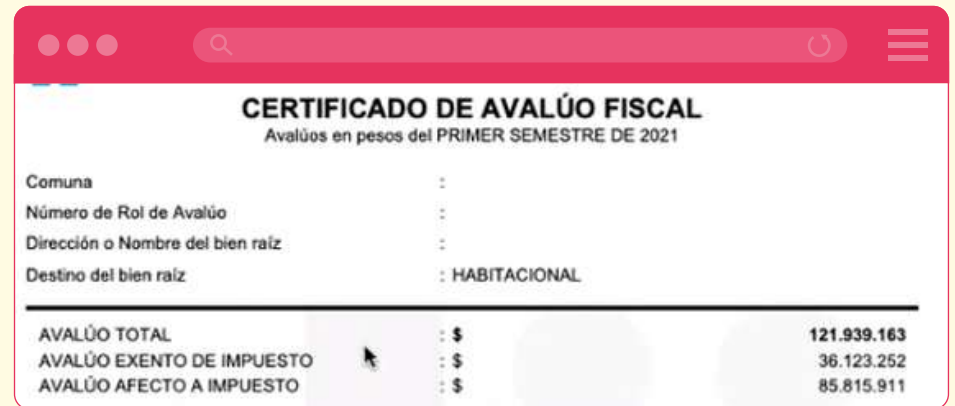 CERTIFICADO DE AVALÚO FISCAL
Avalúos en pesos del PRIMER SEMESTRE DE 2021
Comuna :
Número de Rol de Avalúo :
Dirección o Nombre del bien raíz :
Destino del bien raíz : HABITACIONAL
AVALÚO TOTAL : $ 121.939.163
AVALÚO EXENTO DE IMPUESTO : $ 36.123.252
AVALÚO AFECTO A IMPUESTO : $ 85.815.911